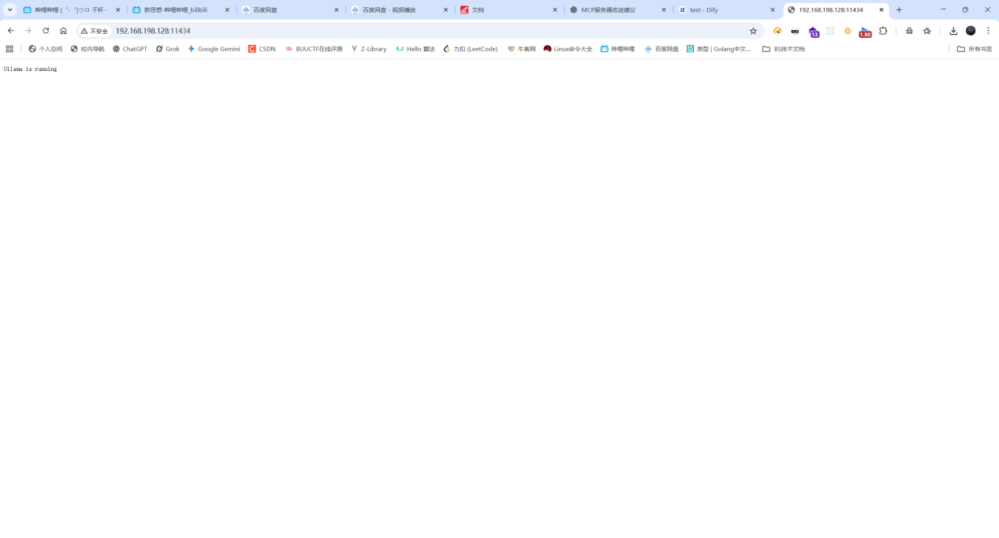 哔哩哔哩 (゜-゜)つロ 干杯~
新思想-哔哩哔哩_bilibili
百度网盘
百度网盘 - 视频播放
文档
MCP服务器改进建议
test - Dify
192.168.198.128:11434
不安全
192.168.198.128:11434
13
1.90
个人空间
校内导航
ChatGPT
Grok
Google Gemini
CSDN
BUUCTF在线评测
Z-Library
Hello 算法
力扣 (LeetCode)
牛客网
Linux命令大全
哔哩哔哩
百度网盘
类型 | Golang中文...
BS技术文档
所有书签
Ollama is running